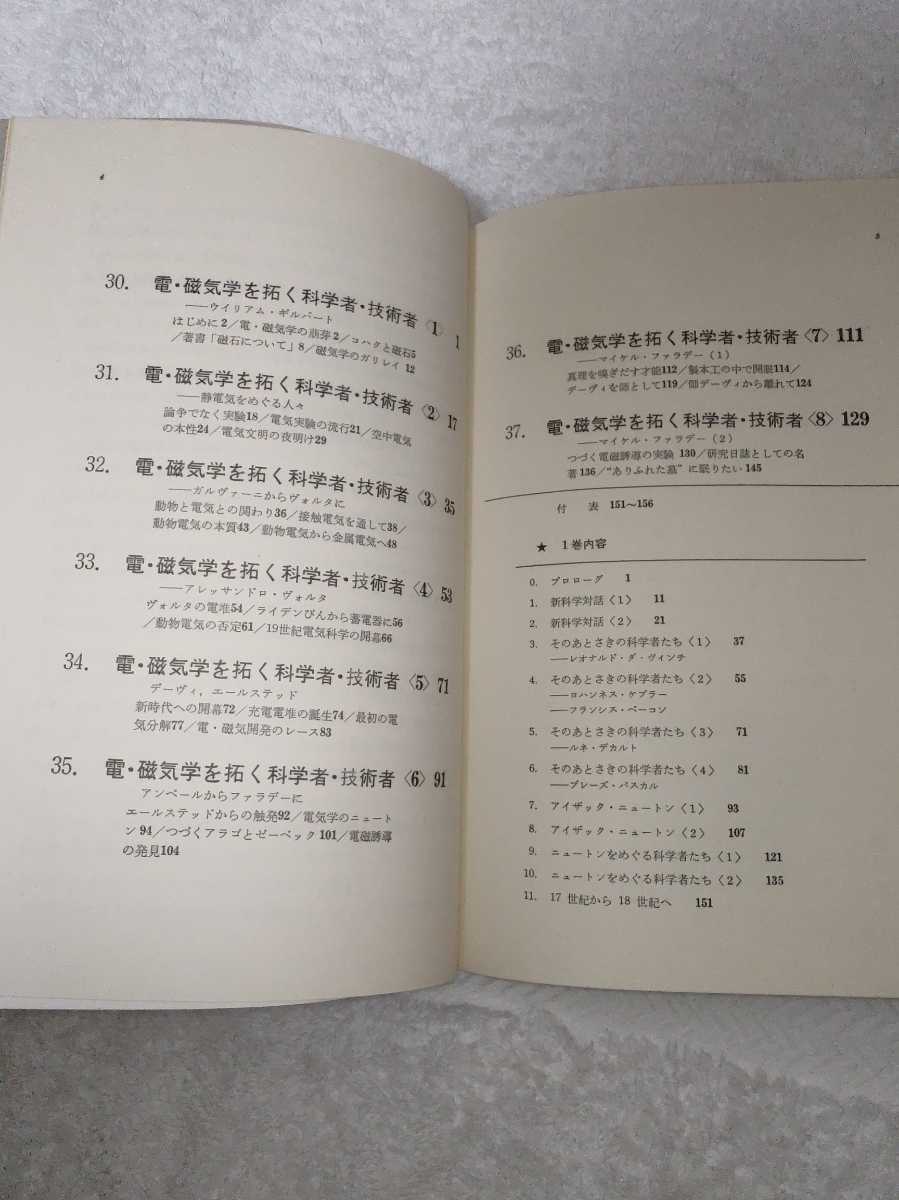 4
30. 電・磁気学を拓く科学者・技術者〈1〉 1
──ウイリアム・ギルバート
はじめに 2／電・磁気学の萠芽2／コハクと磁石5
／著書「磁石について」8／磁気学のガリレイ 12
31. 電・磁気学を拓く科学者・技術者〈2〉17
──静電気をめぐる人々
論争でなく実験18／電気実験の流行21／空中電気
の本性24／電気文明の夜明け29
32. 電・磁気学を拓く科学者・技術者〈3〉35
──ガルヴァーニからヴォルタに
動物と電気との関わり36／接触電気を通して38／
動物電気の本質43／動物電気から金属電気へ48
33. 電・磁気学を拓く科学者・技術者〈4〉53
──アレッサンドロ・ヴォルタ
ヴォルタの電堆54／ライデンびんから蓄電器に56
／動物電気の否定61／19世紀電気科学の開幕66
34. 電・磁気学を拓く科学者・技術者〈5〉71
デーヴィ，エールステッド
新時代への開幕72／充電電堆の誕生74／最初の電
気分解77／電・磁気開発のレース83
35. 電・磁気学を拓く科学者・技術者〈6〉91
アンペールからファラデーに
エールステッドからの触発92／電気学のニュート
ン 94／つづくアラゴとゼーベック 101／電磁誘導
の発見104
5
36. 電・磁気学を拓く科学者・技術者〈7〉111
──マイケル・ファラデー（1）
真理を嗅ぎだす才能112／製本工の中で開眼114／
デーヴィを師として119／師デーヴィから離れて124
37. 電・磁気学を拓く科学者・技術者〈8〉129
──マイケル・ファラデー（2）
つづく電磁誘導の実験 130／研究日誌としての名
著136／“ありふれた墓”に眠りたい 145
付 表 151～156
★ 1巻内容
0. プロローグ 1
1. 新科学対話〈1〉 11
2. 新科学対話〈2〉 21
3. そのあとさきの科学者たち〈1〉 37
──レオナルド・ダ・ヴィンチ
4. そのあとさきの科学者たち〈2〉 55
──ヨハンネス・ケプラー
──フランシス・ベーコン
5. そのあとさきの科学者たち〈3〉 71
──ルネ・デカルト
6. そのあとさきの科学者たち〈4〉 81
──ブレーズ・パスカル
7. アイザック・ニュートン〈1〉 93
8. アイザック・ニュートン〈2〉 107
9. ニュートンをめぐる科学者たち〈1〉 121
10. ニュートンをめぐる科学者たち〈2〉 135
11. 17 世紀から 18 世紀へ 151